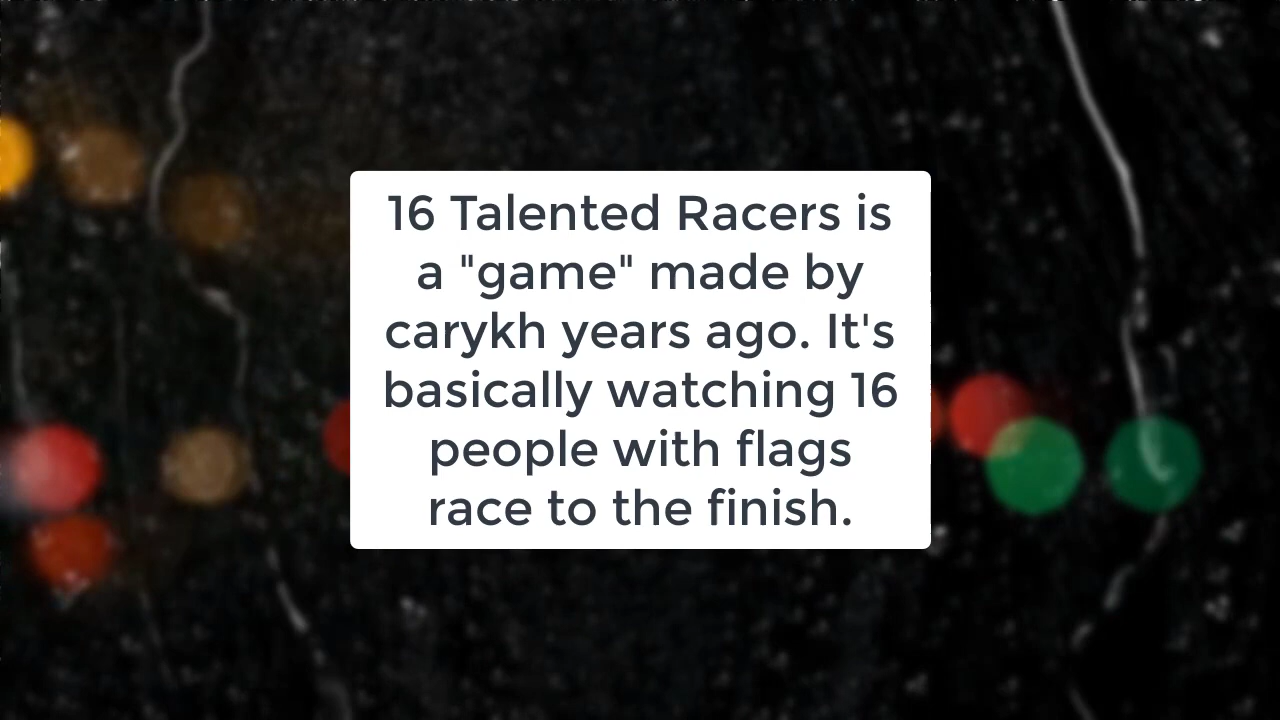 16 Talented Racers is
a "game" made by
carykh years ago. It's
basically watching 16
people with flags
race to the finish.